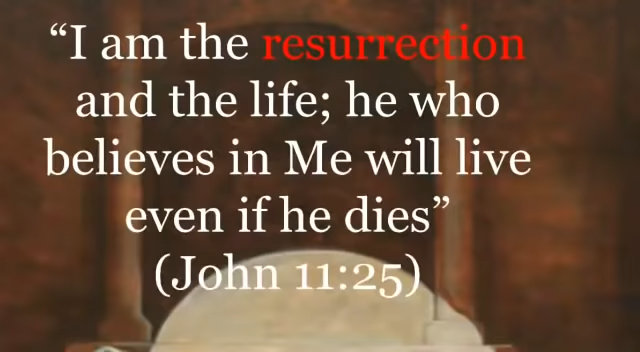 “I am the resurrection
and the life; he who
believes in Me will live
even if he dies”
(John 11:25)